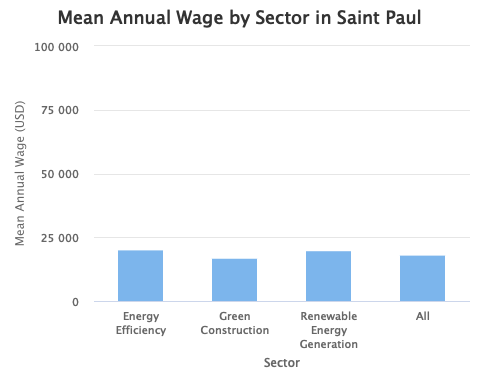 Mean Annual Wage by Sector in Saint Paul
Mean Annual Wage (USD)
100 000
75 000
50 000
25 000
0
Energy
Efficiency
Green
Construction
Renewable
Energy
Generation
All
Sector